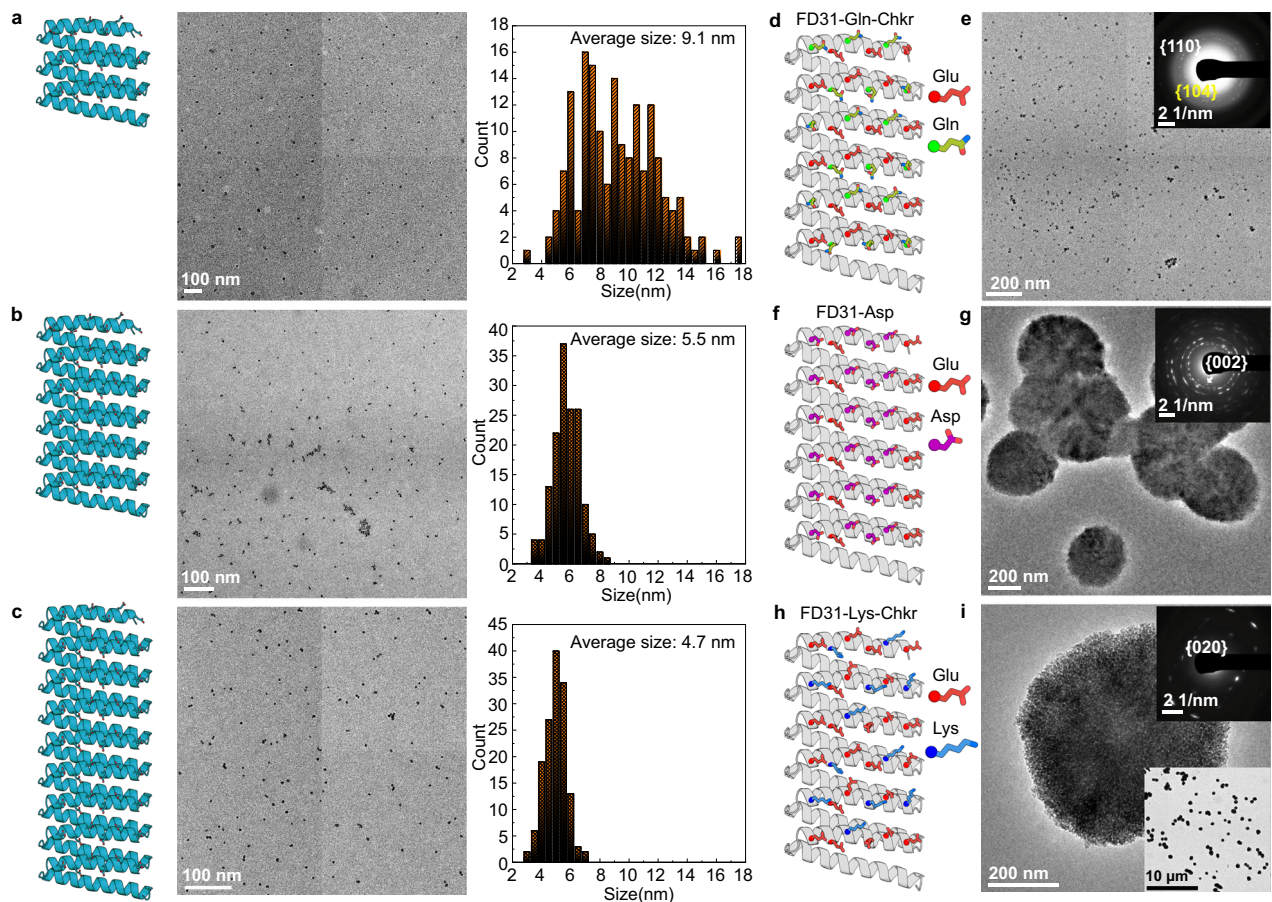 a
100 nm
Average size: 9.1 nm
Count
18
16
14
12
10
8
6
4
2
0
2 4 6 8 10 12 14 16 18
Size(nm)
d
FD31-Gln-Chkr
Glu
Gln
e
{110}
{104}
2 1/nm
200 nm
b
100 nm
Average size: 5.5 nm
Count
40
35
30
25
20
15
10
5
0
2 4 6 8 10 12 14 16 18
Size(nm)
f
FD31-Asp
Glu
Asp
g
{002}
2 1/nm
200 nm
c
100 nm
Average size: 4.7 nm
Count
45
40
35
30
25
20
15
10
5
0
2 4 6 8 10 12 14 16 18
Size(nm)
h
FD31-Lys-Chkr
Glu
Lys
i
{020}
2 1/nm
200 nm
10 µm